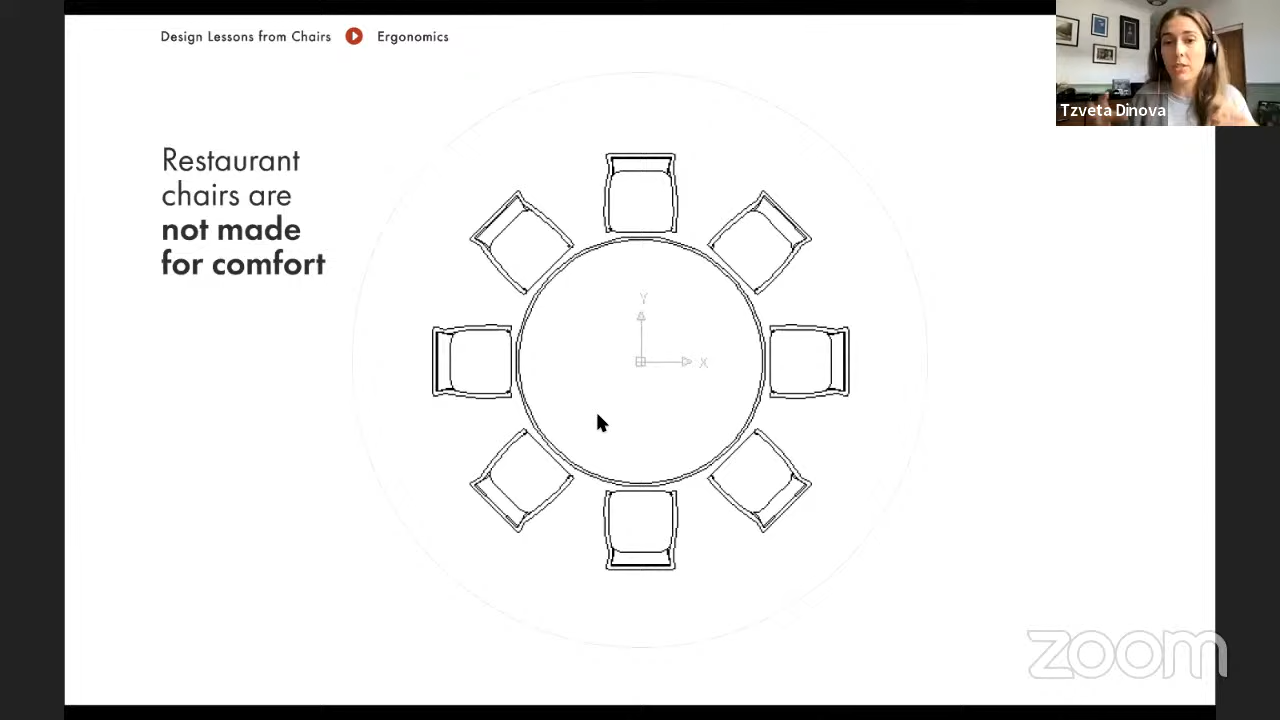 Design Lessons from Chairs Ergonomics
Tzveta Dinova
Restaurant
chairs are
not made
for comfort
Y
X
zoom